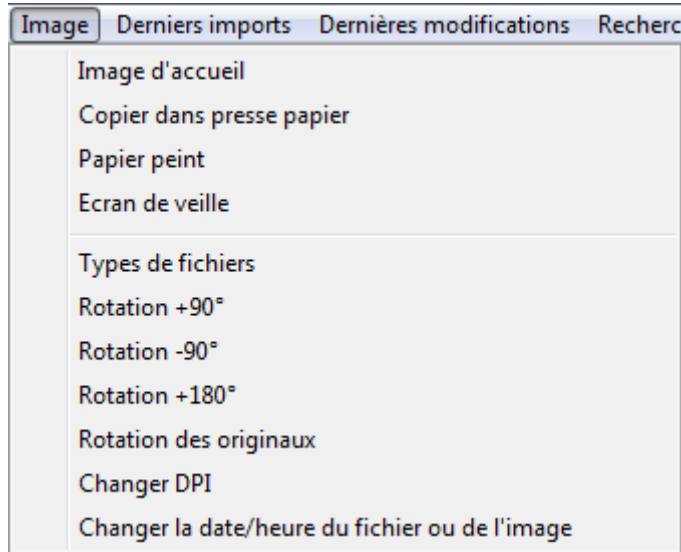 Image Derniers imports Dernières modifications Recherc
Image d'accueil
Copier dans presse papier
Papier peint
Ecran de veille
Types de fichiers
Rotation +90°
Rotation -90°
Rotation +180°
Rotation des originaux
Changer DPI
Changer la date/heure du fichier ou de l'image